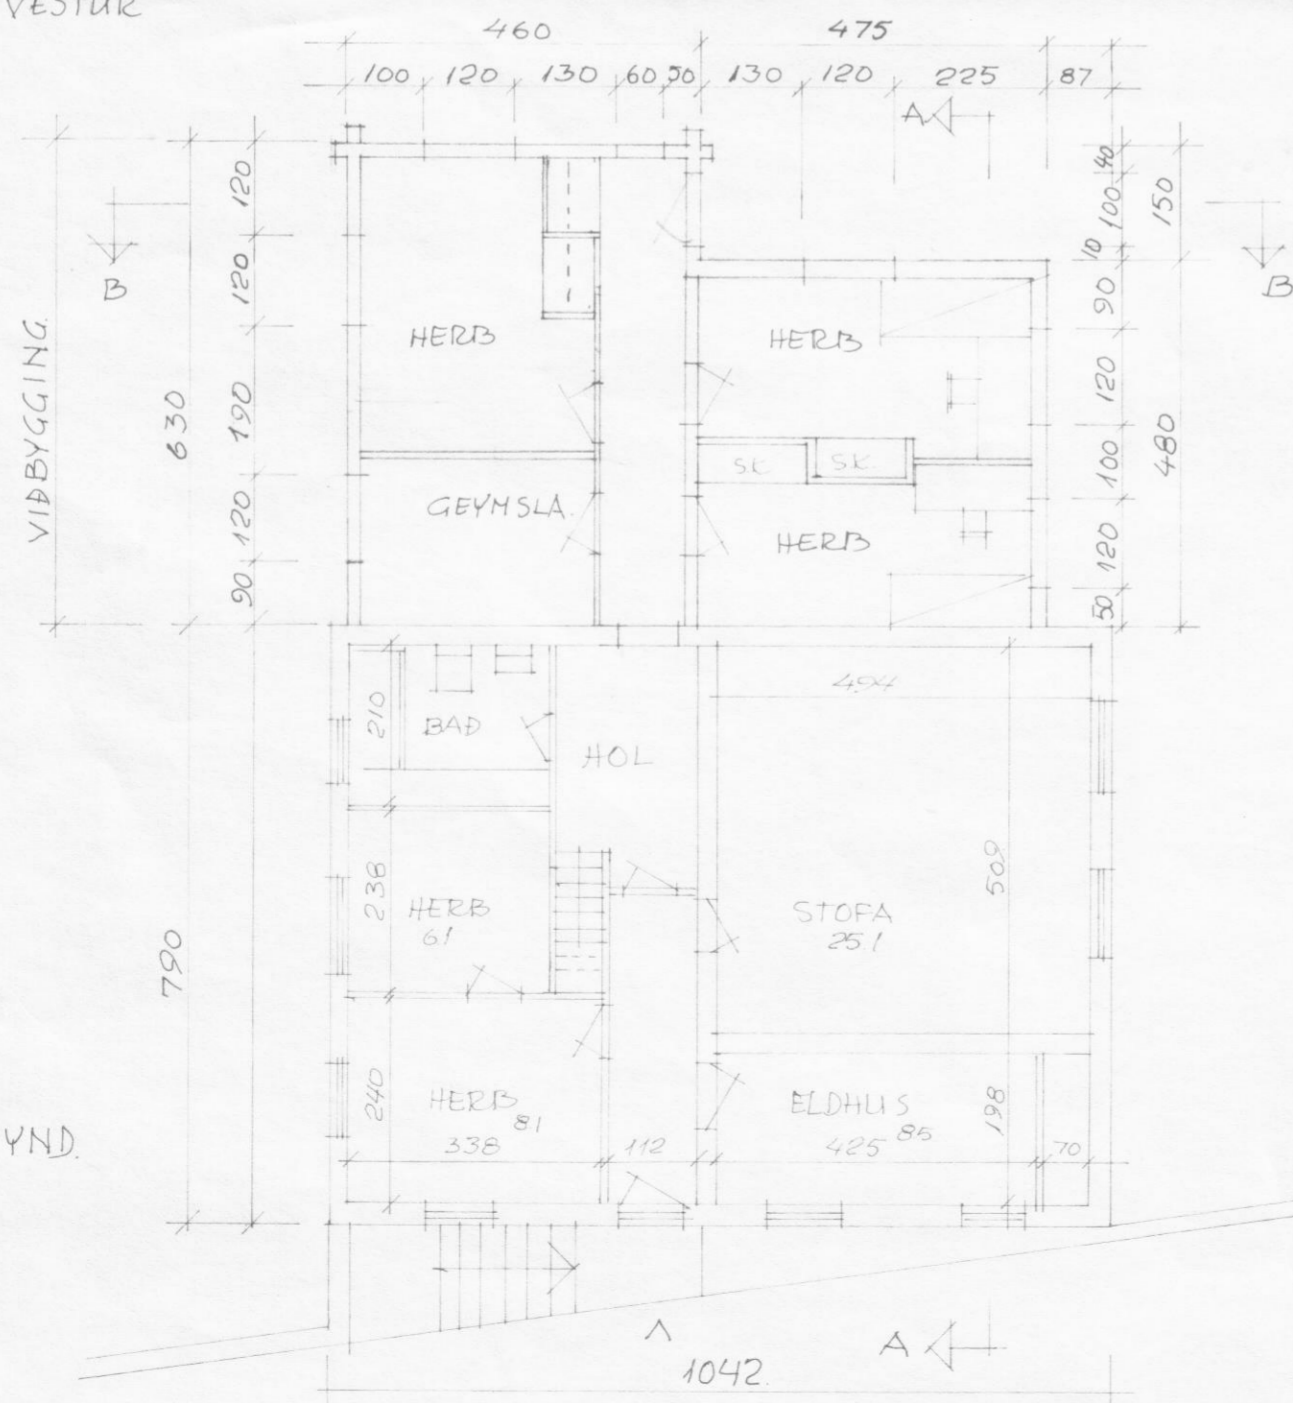 VESTUR
460 475
100 120 130 60 50 130 120 225 87
A
120 40
100 150
B B
120 10
90
HERB HERB
VIÐBYGGING
630 190 120
480
SK SK 100
GEYMSLA.
120 HERB 120
90 50
494
210 BAÐ
HOL
238 509
HERB STOFA
61 25.1
790
240 HERB ELDHUS 198
81 85
YND.
338 112 425 70
A
1042.